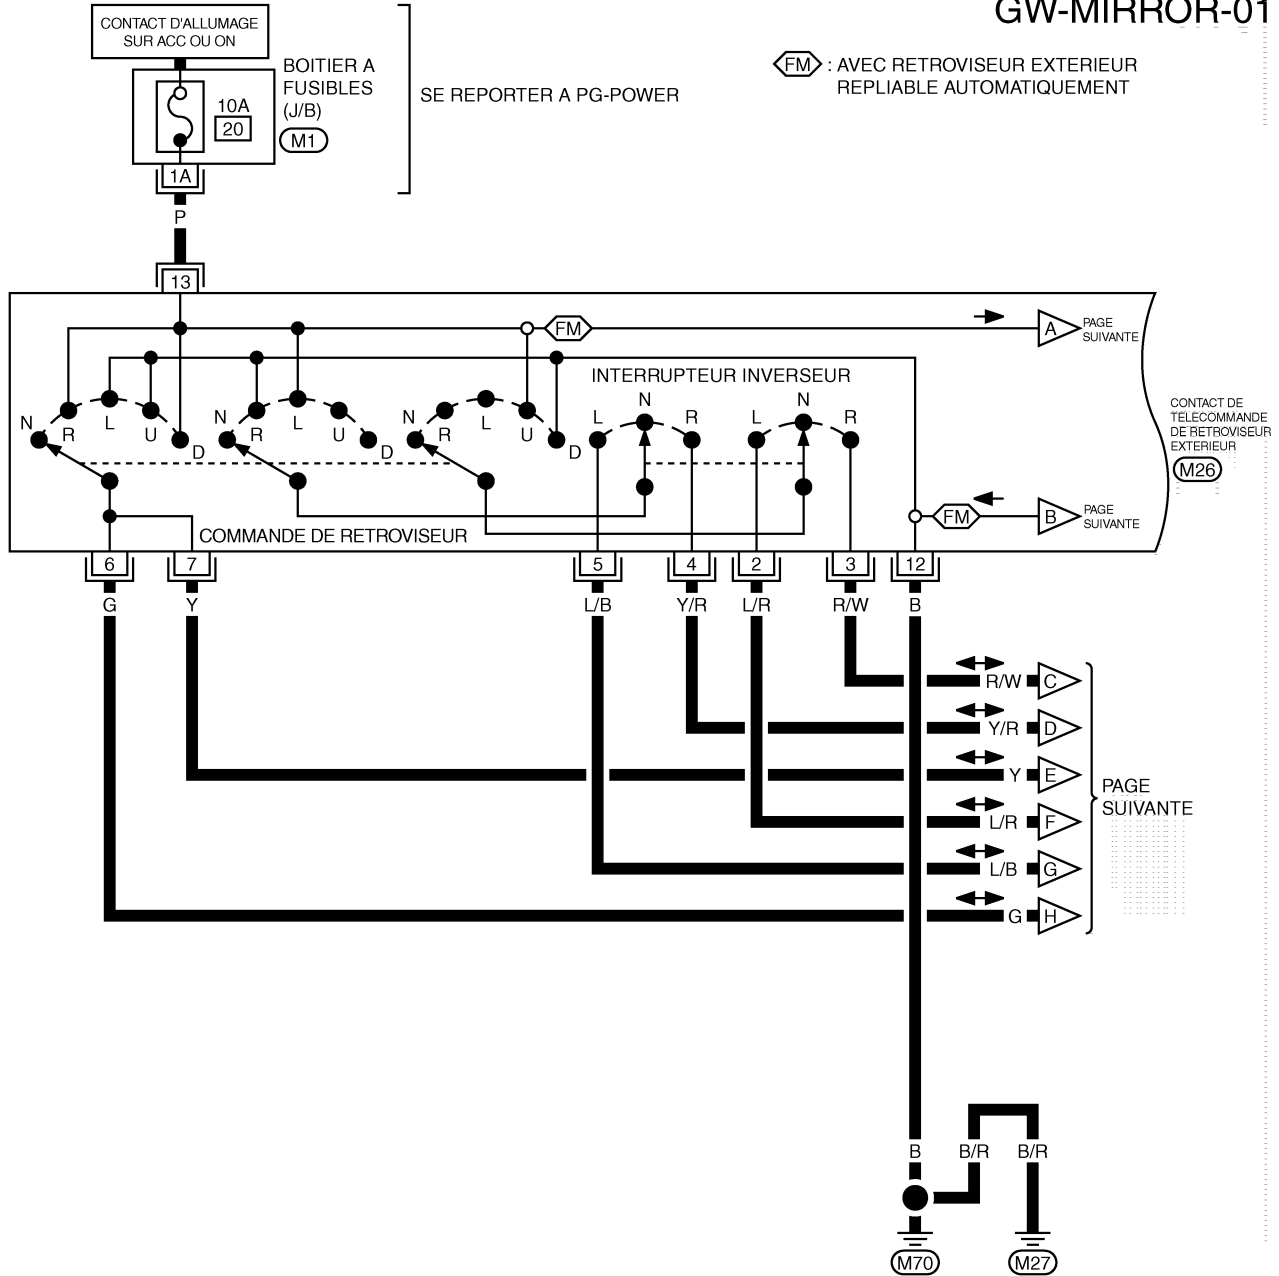 GW-MIRROR-01
CONTACT D'ALLUMAGE
SUR ACC OU ON
BOITIER A
FUSIBLES
(J/B)
M1
10A
20
1A
P
13
SE REPORTER A PG-POWER
FM : AVEC RETROVISEUR EXTERIEUR
REPLIABLE AUTOMATIQUEMENT
FM
A
PAGE
SUIVANTE
INTERRUPTEUR INVERSEUR
N R L U D
N R L U D
N R L U D
L N R
L N R
CONTACT DE
TELECOMMANDE
DE RETROVISEUR
EXTERIEUR
M26
FM
B
PAGE
SUIVANTE
COMMANDE DE RETROVISEUR
6 7 5 4 2 3 12
G Y L/B Y/R L/R R/W B
R/W C
Y/R D
Y E
L/R F
L/B G
G H
PAGE
SUIVANTE
B B/R B/R
M70 M27